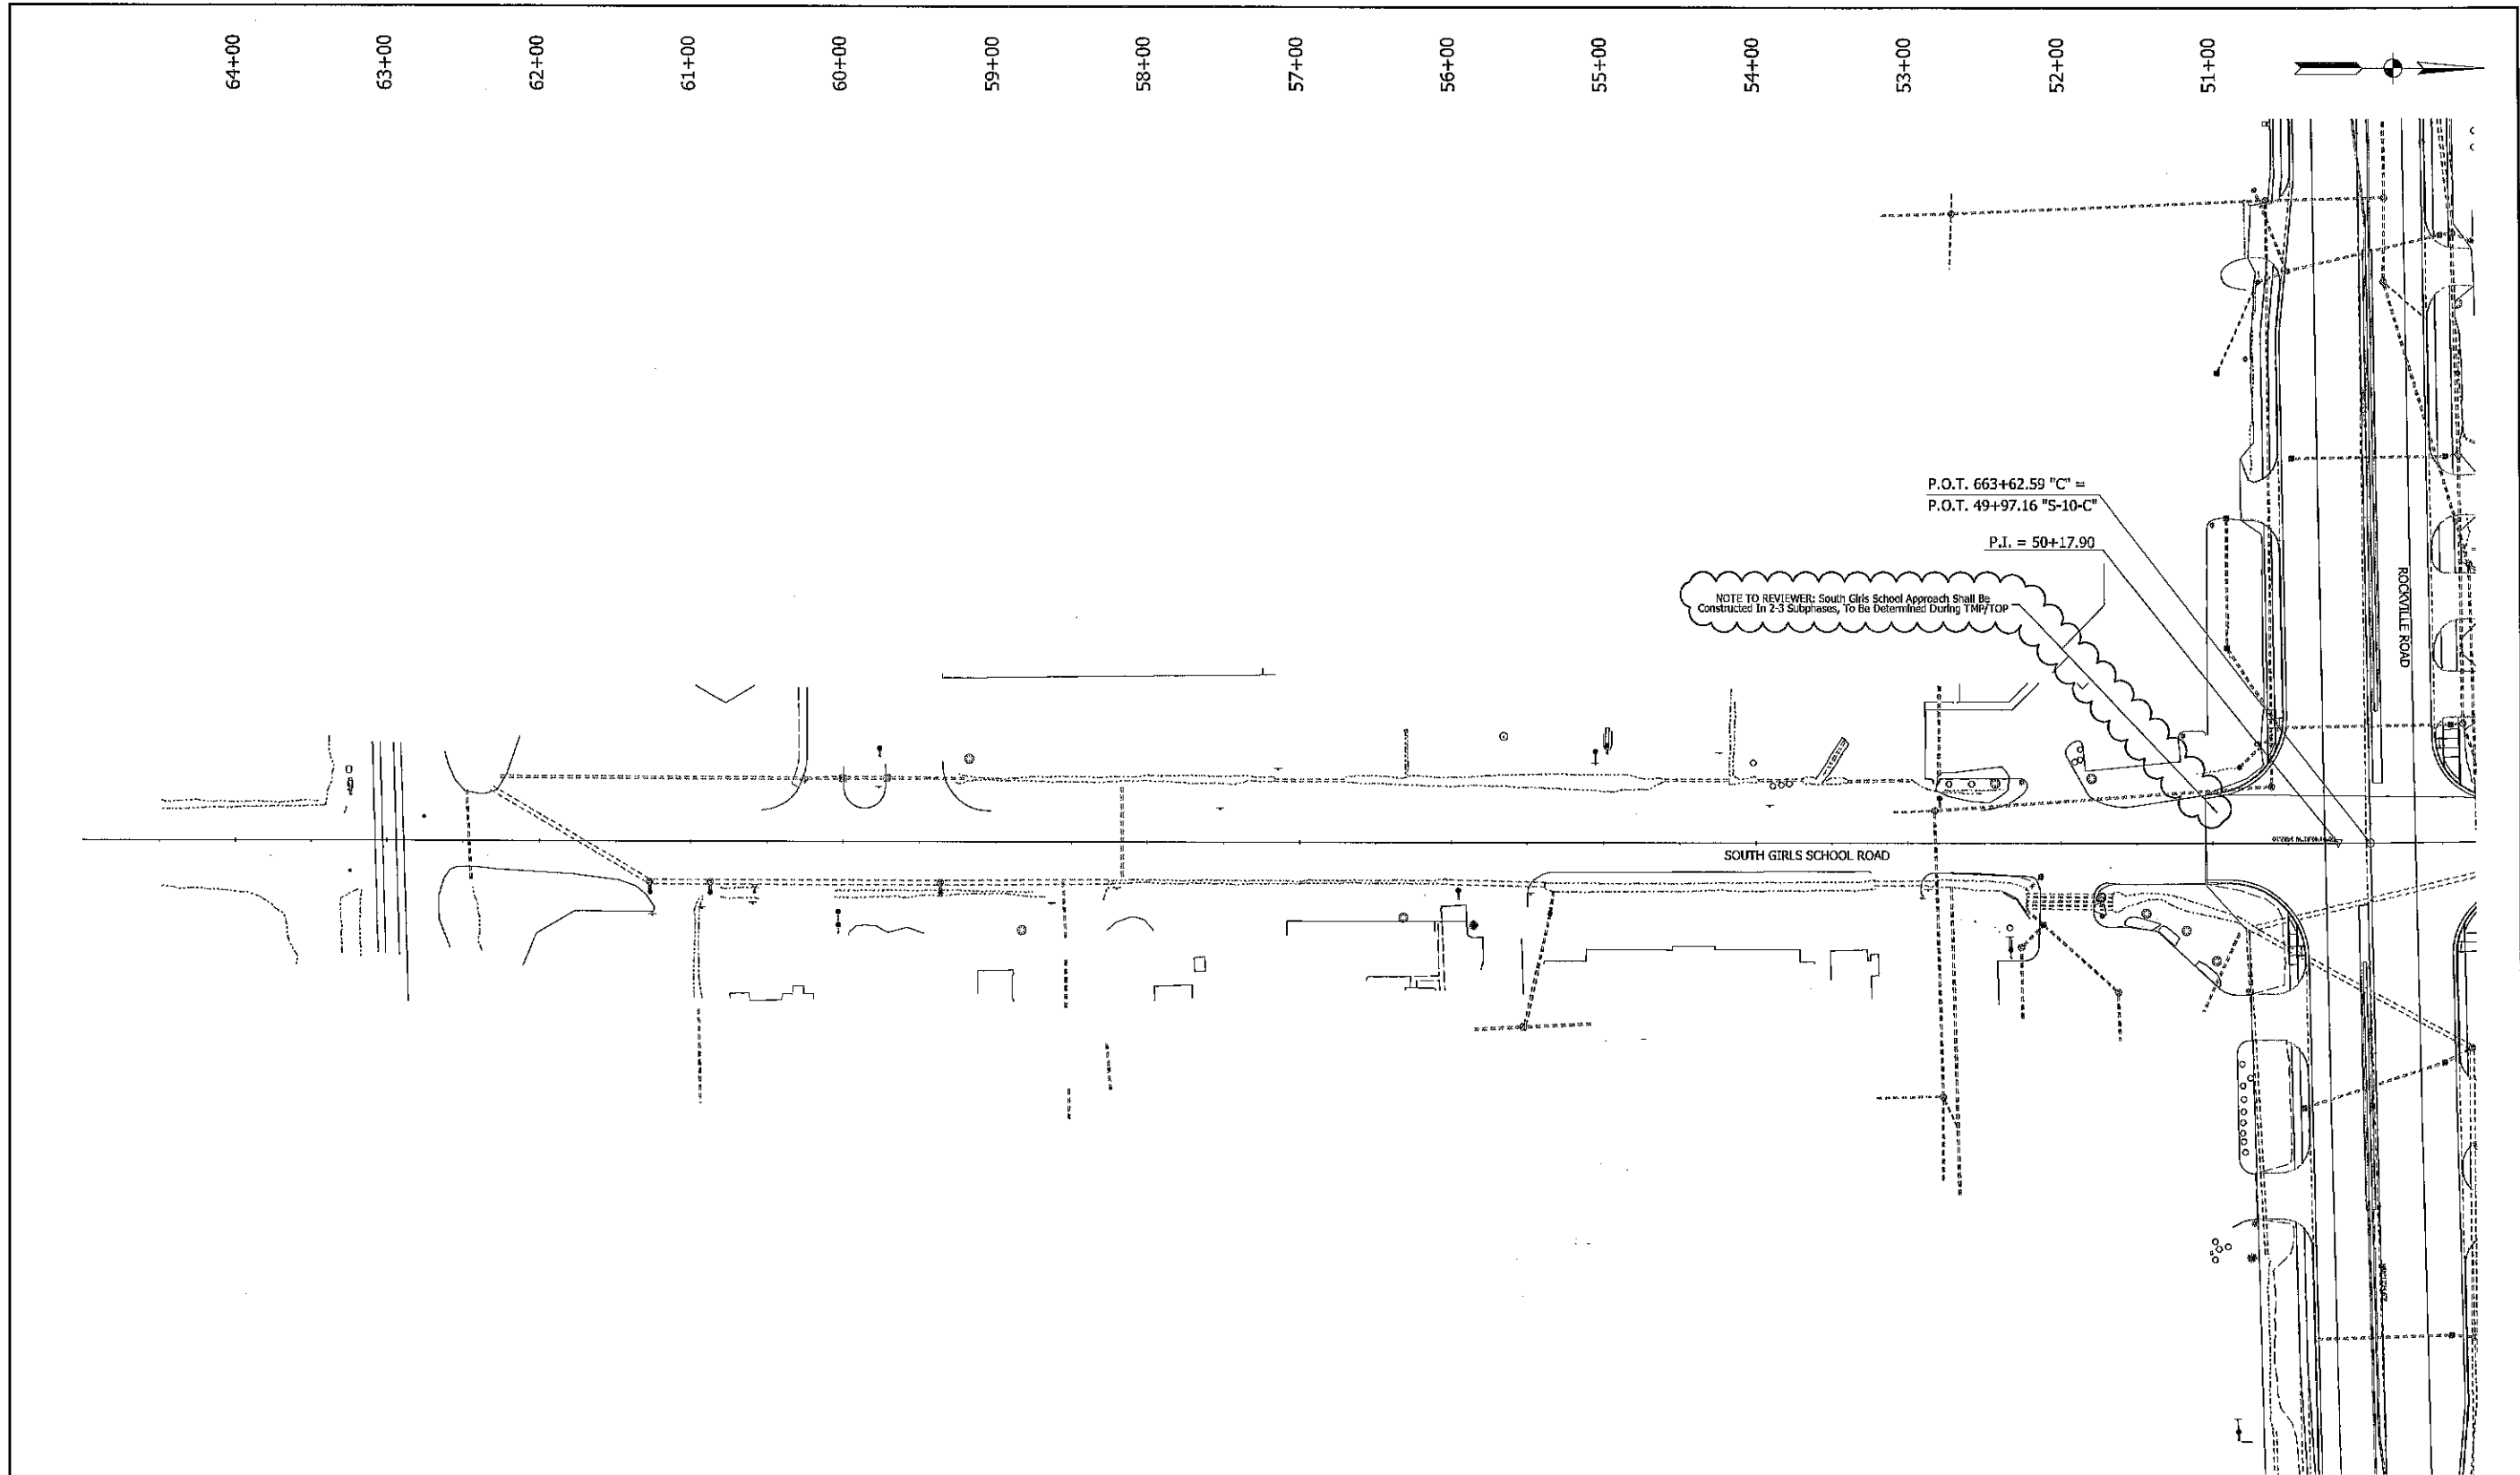 64+00
63+00
62+00
61+00
60+00
59+00
58+00
57+00
56+00
55+00
54+00
53+00
52+00
51+00
P.O.T. 663+62.59 "C" =
P.O.T. 49+97.16 "S-10-C"
P.I. = 50+17.90
NOTE TO REVIEWER: South Girls School Approach Shall Be
Constructed In 2-3 Subphases, To Be Determined During TMP/TOP
ROCKVILLE ROAD
SOUTH GIRLS SCHOOL ROAD